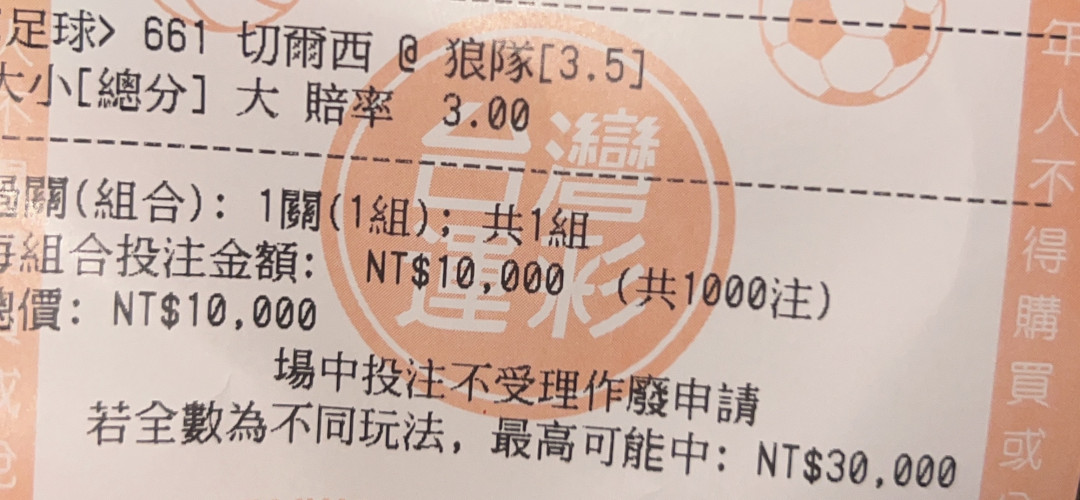 足球> 661 切爾西 @ 狼隊[3.5]
大小[總分] 大 賠率 3.00
過關(組合): 1關(1組); 共1組
每組合投注金額: NT$10,000 (共1000注)
總價: NT$10,000
場中投注不受理作廢申請
若全數為不同玩法, 最高可能中: NT$30,000
台灣
運彩
年人不得購買或